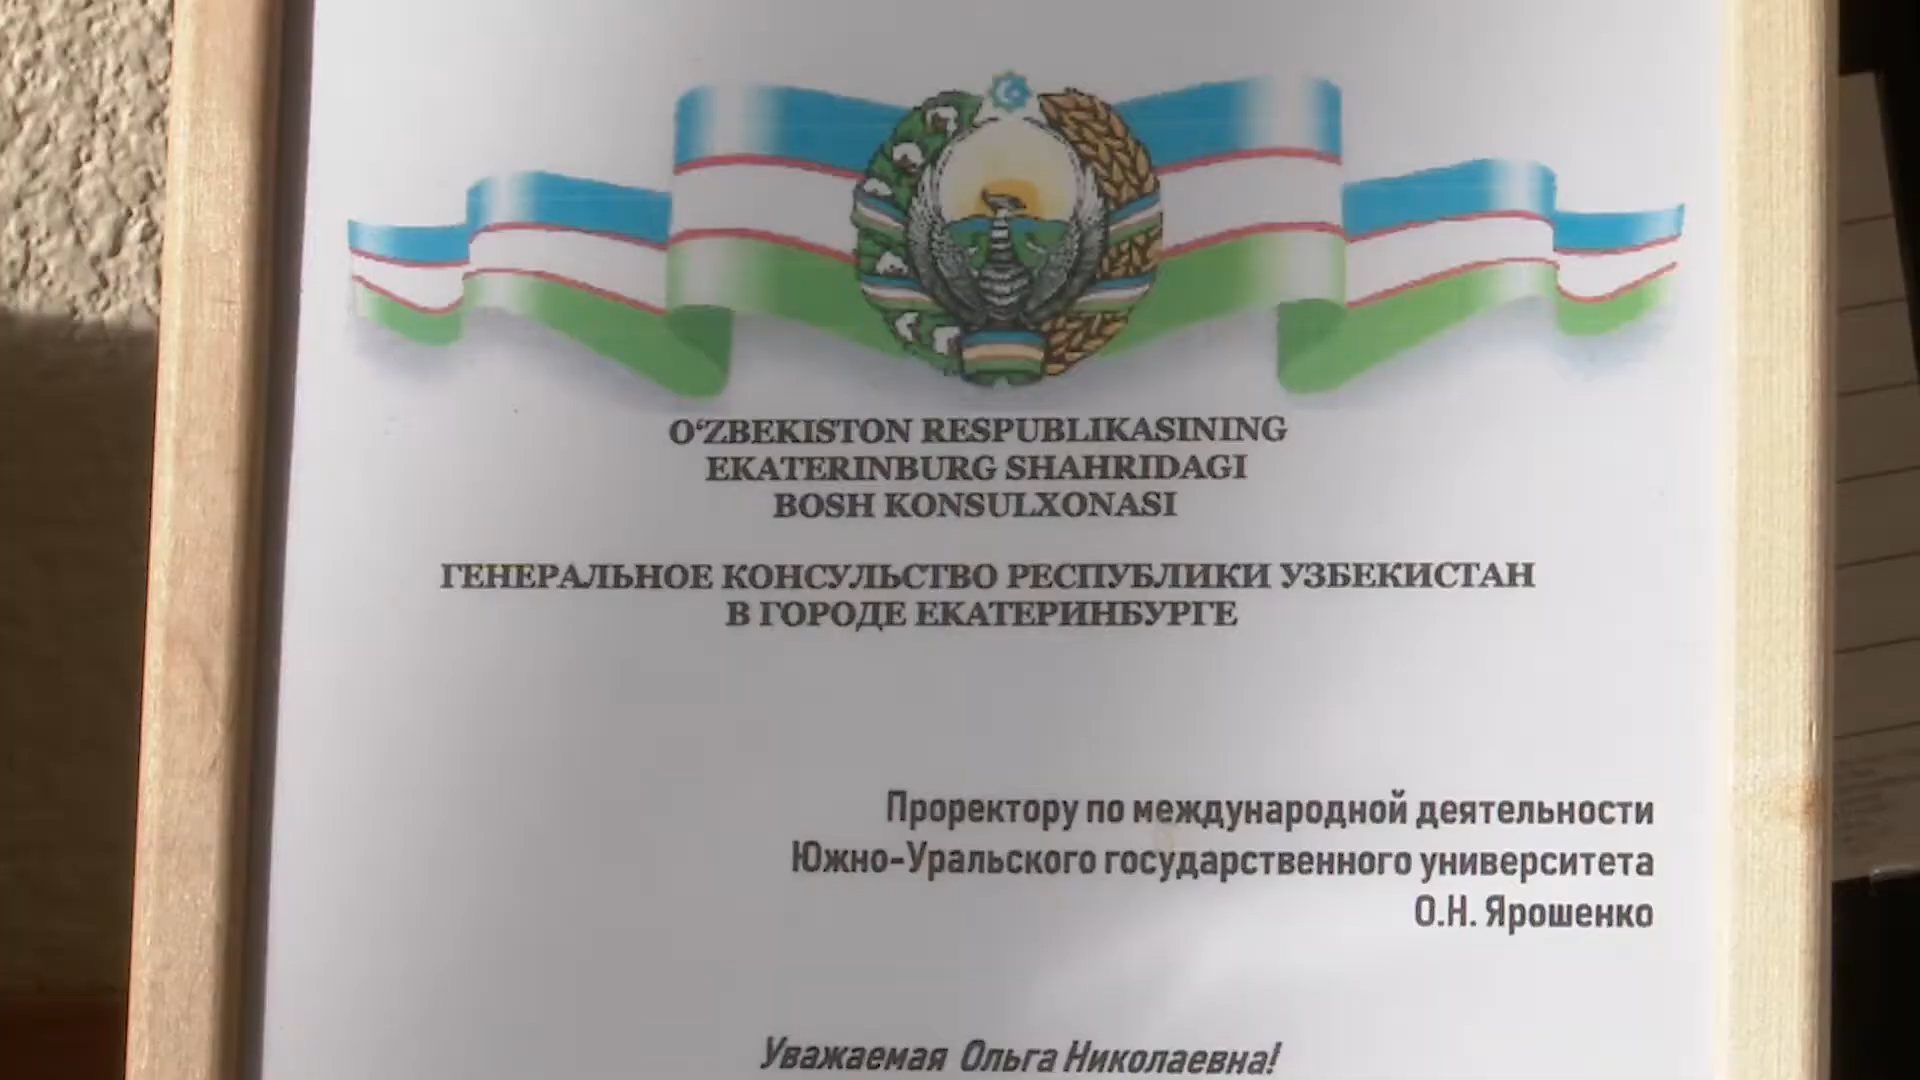 O‘ZBEKISTON RESPUBLIKASINING
EKATERINBURG SHAHRIDAGI
BOSH KONSULXONASI
ГЕНЕРАЛЬНОЕ КОНСУЛЬСТВО РЕСПУБЛИКИ УЗБЕКИСТАН
В ГОРОДЕ ЕКАТЕРИНБУРГЕ
Проректору по международной деятельности
Южно-Уральского государственного университета
О.Н. Ярошенко
Уважаемая Ольга Николаевна!